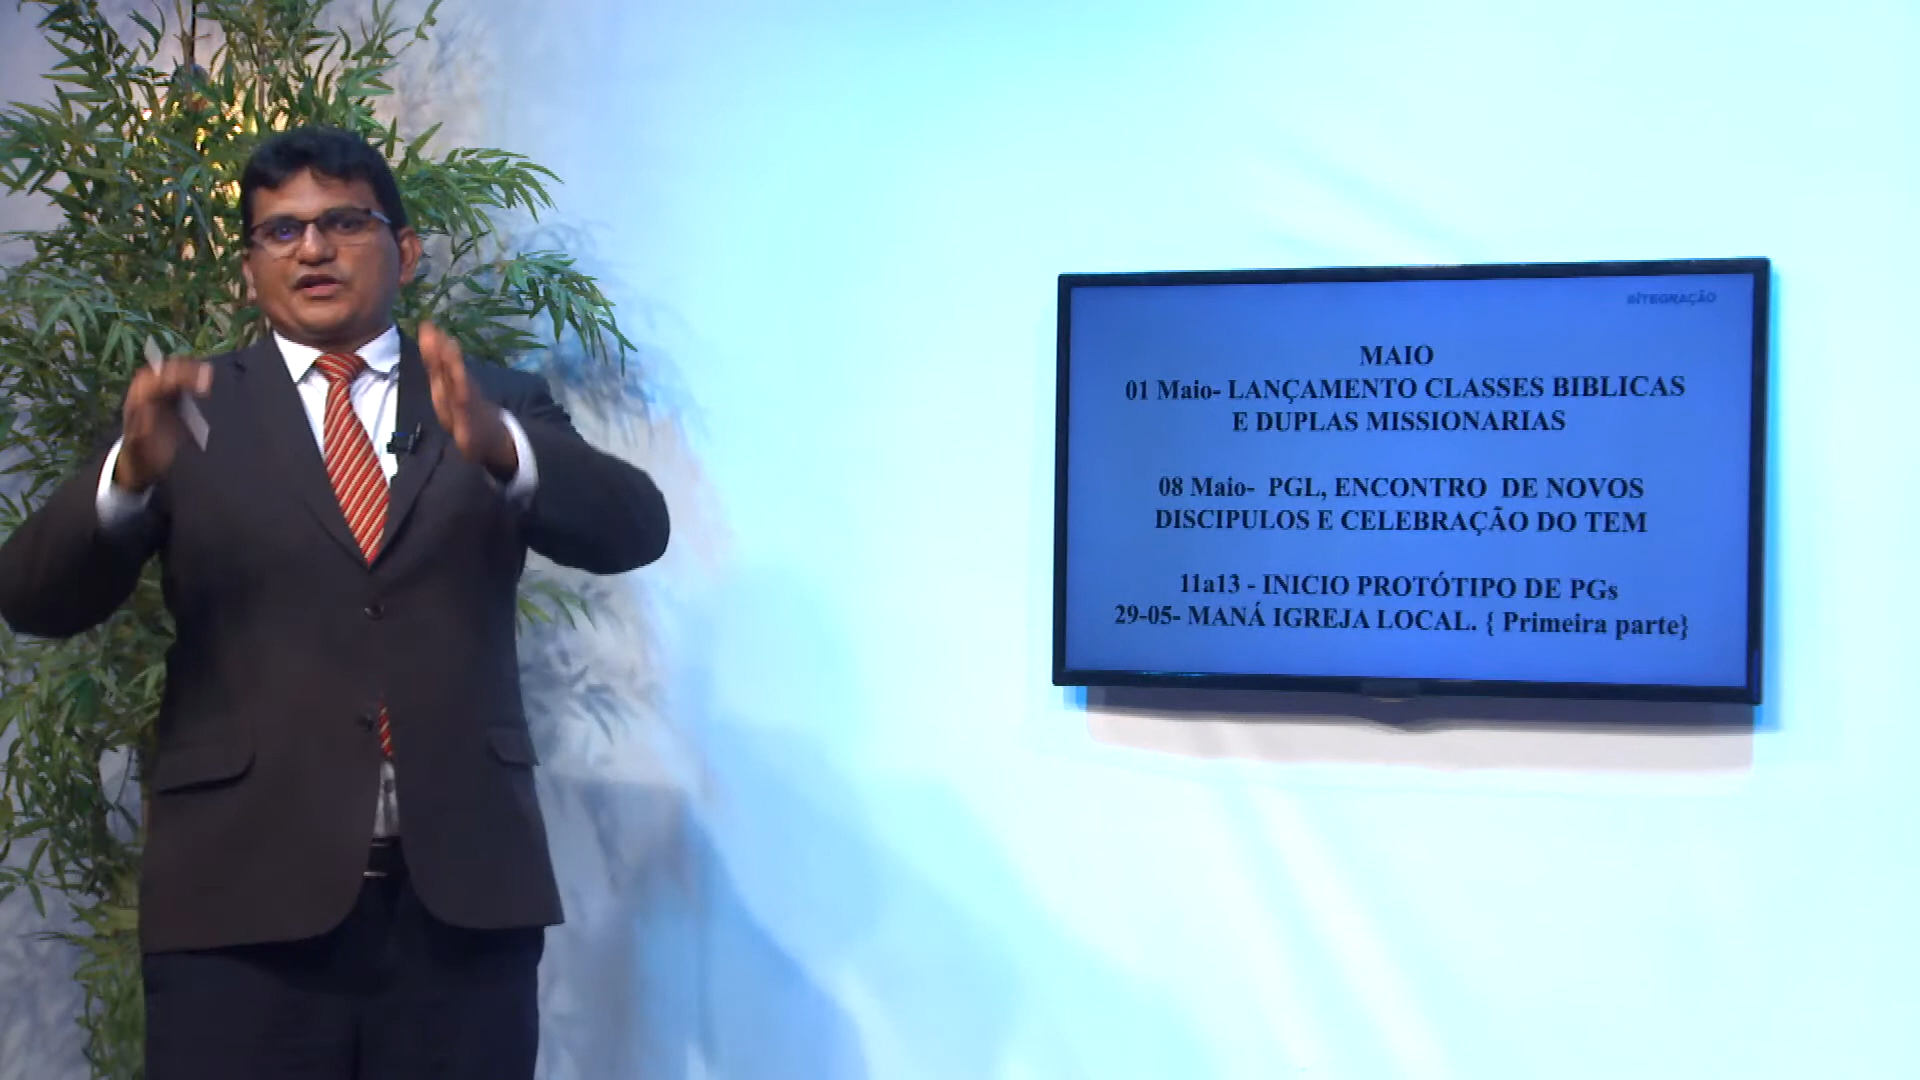 #INTEGRAÇÃO
MAIO
01 Maio- LANÇAMENTO CLASSES BIBLICAS
E DUPLAS MISSIONARIAS
08 Maio- PGL, ENCONTRO DE NOVOS
DISCIPULOS E CELEBRAÇÃO DO TEM
11a13 - INICIO PROTÓTIPO DE PGs
29-05- MANÁ IGREJA LOCAL. { Primeira parte}